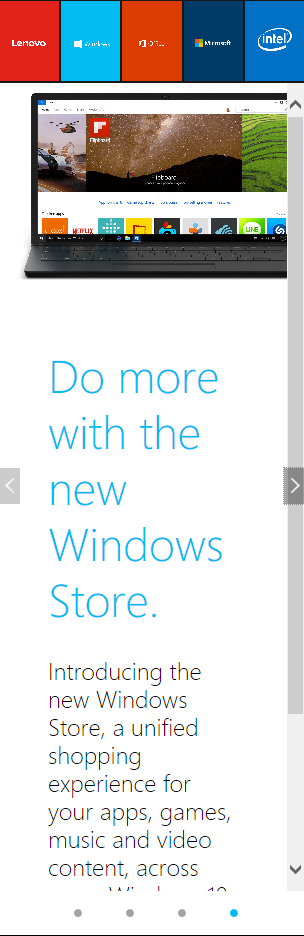 Lenovo
Windows
Office
Microsoft
intel
Flipboard
Flipboard
NETFLIX
LINE
Do more
with the
new
Windows
Store.
Introducing the
new Windows
Store, a unified
shopping
experience for
your apps, games,
music and video
content, across